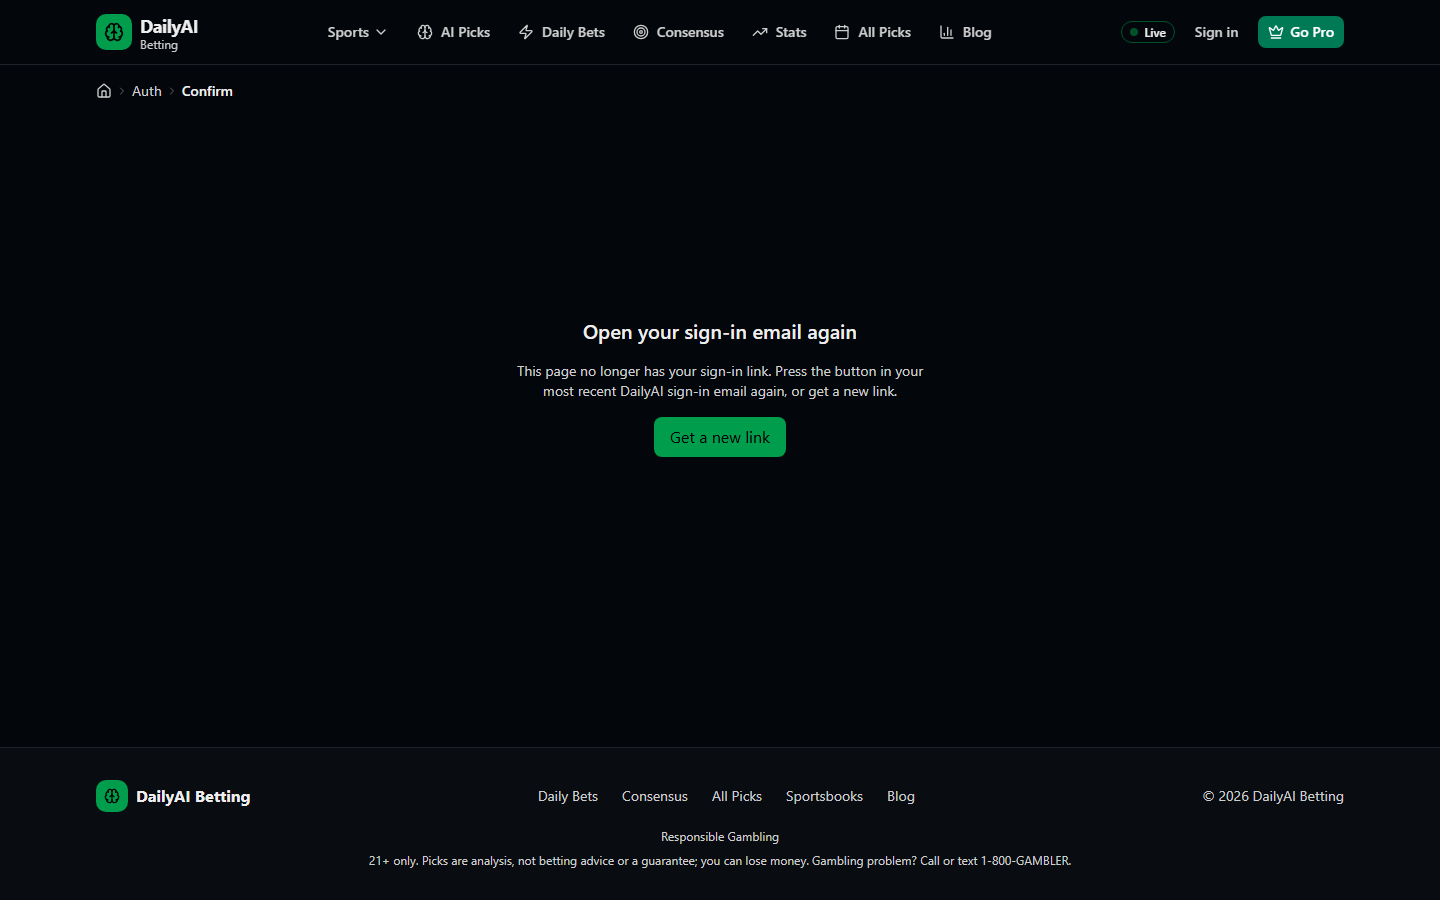 DailyAI
Betting
Sports
AI Picks
Daily Bets
Consensus
Stats
All Picks
Blog
Live
Sign in
Go Pro
Auth
Confirm
Open your sign-in email again
This page no longer has your sign-in link. Press the button in your
most recent DailyAI sign-in email again, or get a new link.
Get a new link
DailyAI Betting
Daily Bets
Consensus
All Picks
Sportsbooks
Blog
© 2026 DailyAI Betting
Responsible Gambling
21+ only. Picks are analysis, not betting advice or a guarantee; you can lose money. Gambling problem? Call or text 1-800-GAMBLER.